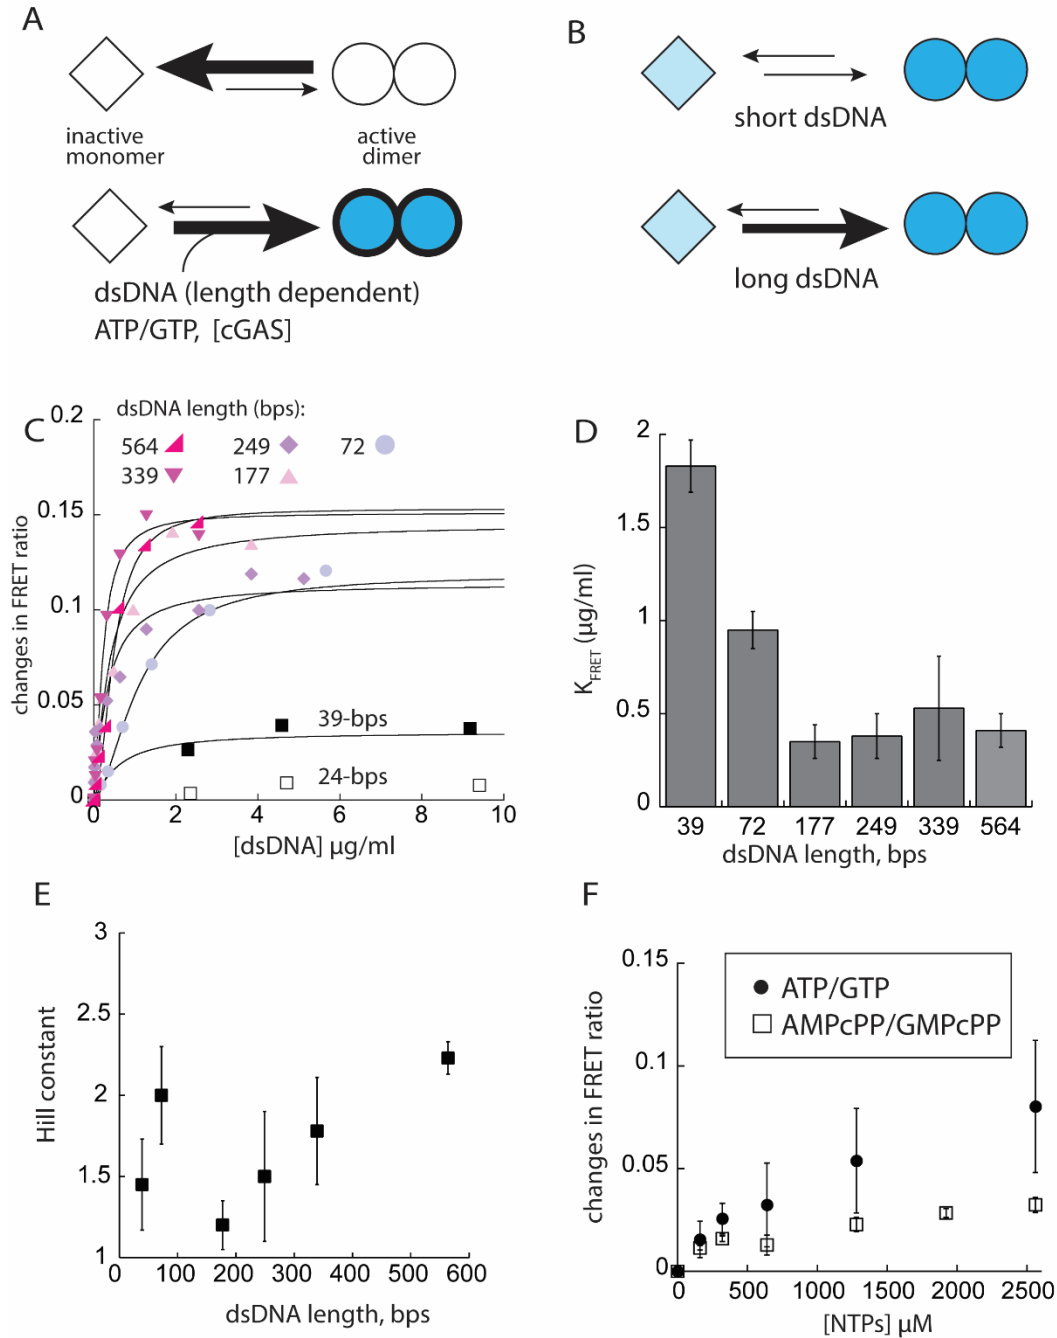 A
inactive
monomer
active
dimer
dsDNA (length dependent)
ATP/GTP, [cGAS]
B
short dsDNA
long dsDNA
C
dsDNA length (bps):
564 249 72
339 177
0.2
0.15
0.1
0.05
0
39-bps
24-bps
0 2 4 6 8 10
[dsDNA] μg/ml
changes in FRET ratio
D
2
1.5
1
0.5
0
K_FRET (μg/ml)
39 72 177 249 339 564
dsDNA length, bps
E
3
2.5
2
1.5
1
Hill constant
0 100 200 300 400 500 600
dsDNA length, bps
F
0.15
0.1
0.05
0
changes in FRET ratio
ATP/GTP
AMPcPP/GMPcPP
0 500 1000 1500 2000 2500
[NTPs] μM